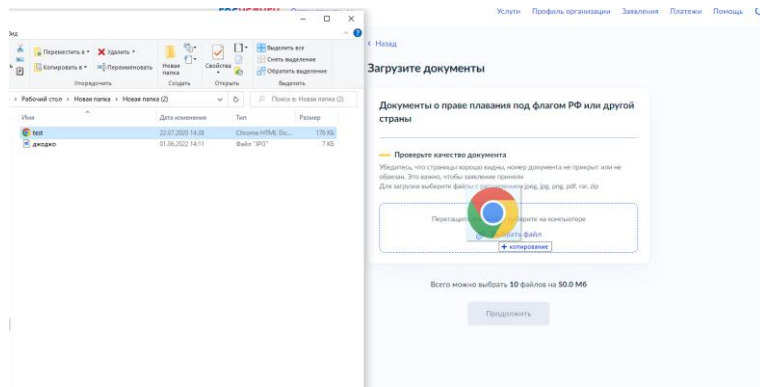 Услуги Профиль организации Заявления Платежи Помощь
Вид
Переместить в
Удалить
Копировать в
Переименовать
Новая
папка
Свойства
Выделить все
Снять выделение
Обратить выделение
Упорядочить
Создать
Открыть
Выделить
Рабочий стол › Новая папка › Новая папка (2)
Поиск в: Новая папка (2)
Имя Дата изменения Тип Размер
test 22.07.2020 14:38 Chrome HTML Do... 176 КБ
джоджо 01.06.2022 14:11 Файл "JPG" 7 КБ
‹ Назад
Загрузите документы
Документы о праве плавания под флагом РФ или другой
страны
Проверьте качество документа
Убедитесь, что страницы хорошо видны, номер документа не прикрыт или не
обрезан. Это важно, чтобы заявление приняли
Для загрузки выберите файлы с расширением jpeg, jpg, png, pdf, rar, zip
на компьютере
файл
+ копирование
Всего можно выбрать 10 файлов на 50.0 Мб
Продолжить